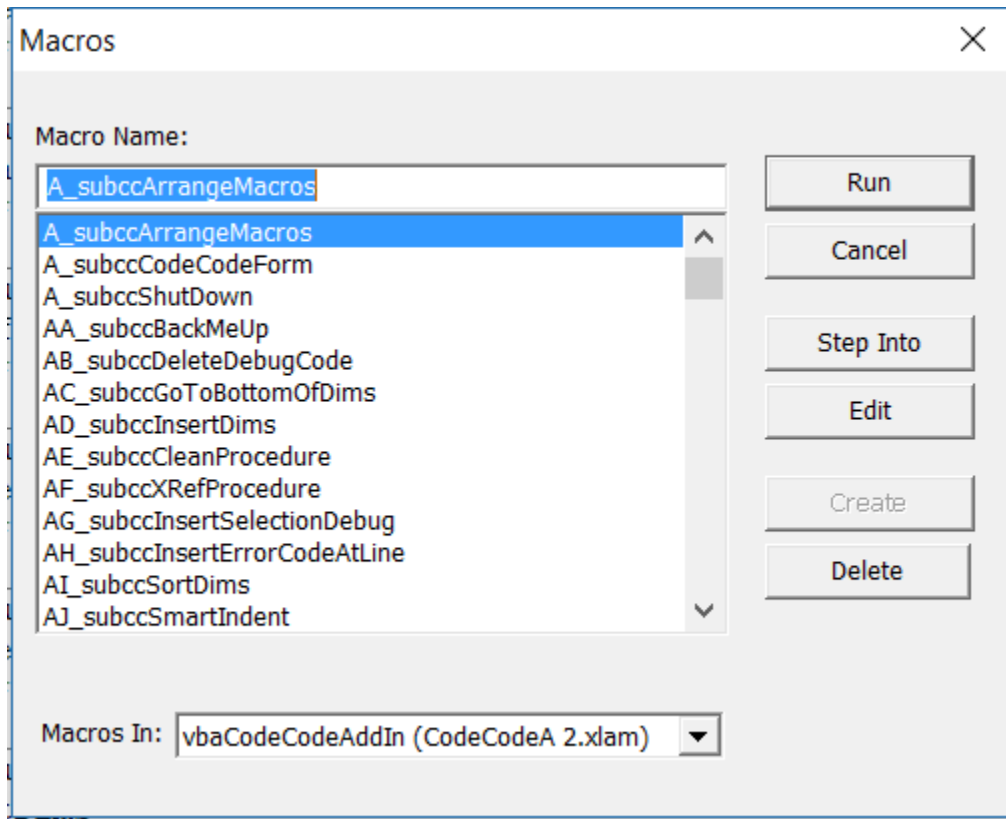 Macros
Macro Name:
A_subccArrangeMacros
A_subccArrangeMacros
A_subccCodeCodeForm
A_subccShutDown
AA_subccBackMeUp
AB_subccDeleteDebugCode
AC_subccGoToBottomOfDims
AD_subccInsertDims
AE_subccCleanProcedure
AF_subccXRefProcedure
AG_subccInsertSelectionDebug
AH_subccInsertErrorCodeAtLine
AI_subccSortDims
AJ_subccSmartIndent
Run
Cancel
Step Into
Edit
Create
Delete
Macros In: vbaCodeCodeAddIn (CodeCodeA 2.xlam)